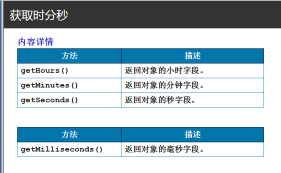 获取时分秒
内容详情
方法 描述
getHours() 返回对象的小时字段。
getMinutes() 返回对象的分钟字段。
getSeconds() 返回对象的秒字段。
方法 描述
getMilliseconds() 返回对象的毫秒字段。